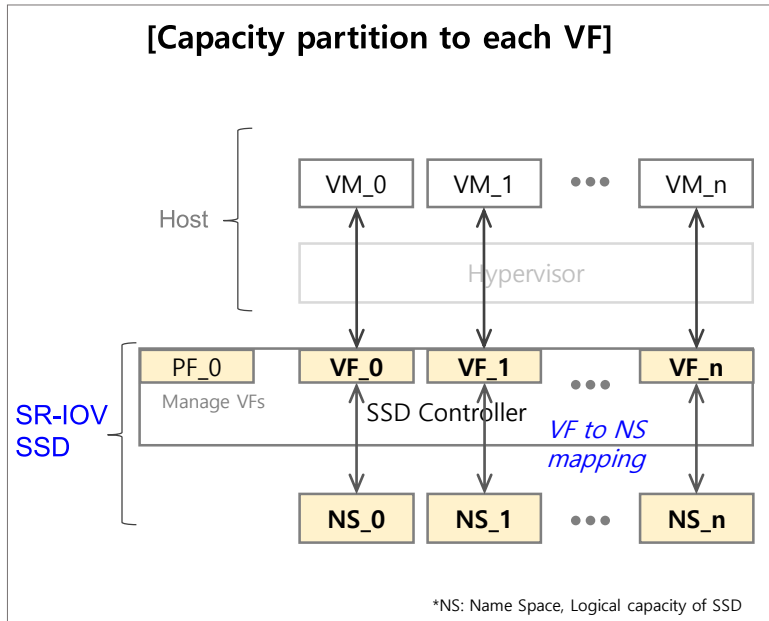 [Capacity partition to each VF]
VM_0
VM_1
•••
VM_n
Host
Hypervisor
PF_0
VF_0
VF_1
•••
VF_n
Manage VFs
SSD Controller
SR-IOV
SSD
VF to NS
mapping
NS_0
NS_1
•••
NS_n
*NS: Name Space, Logical capacity of SSD